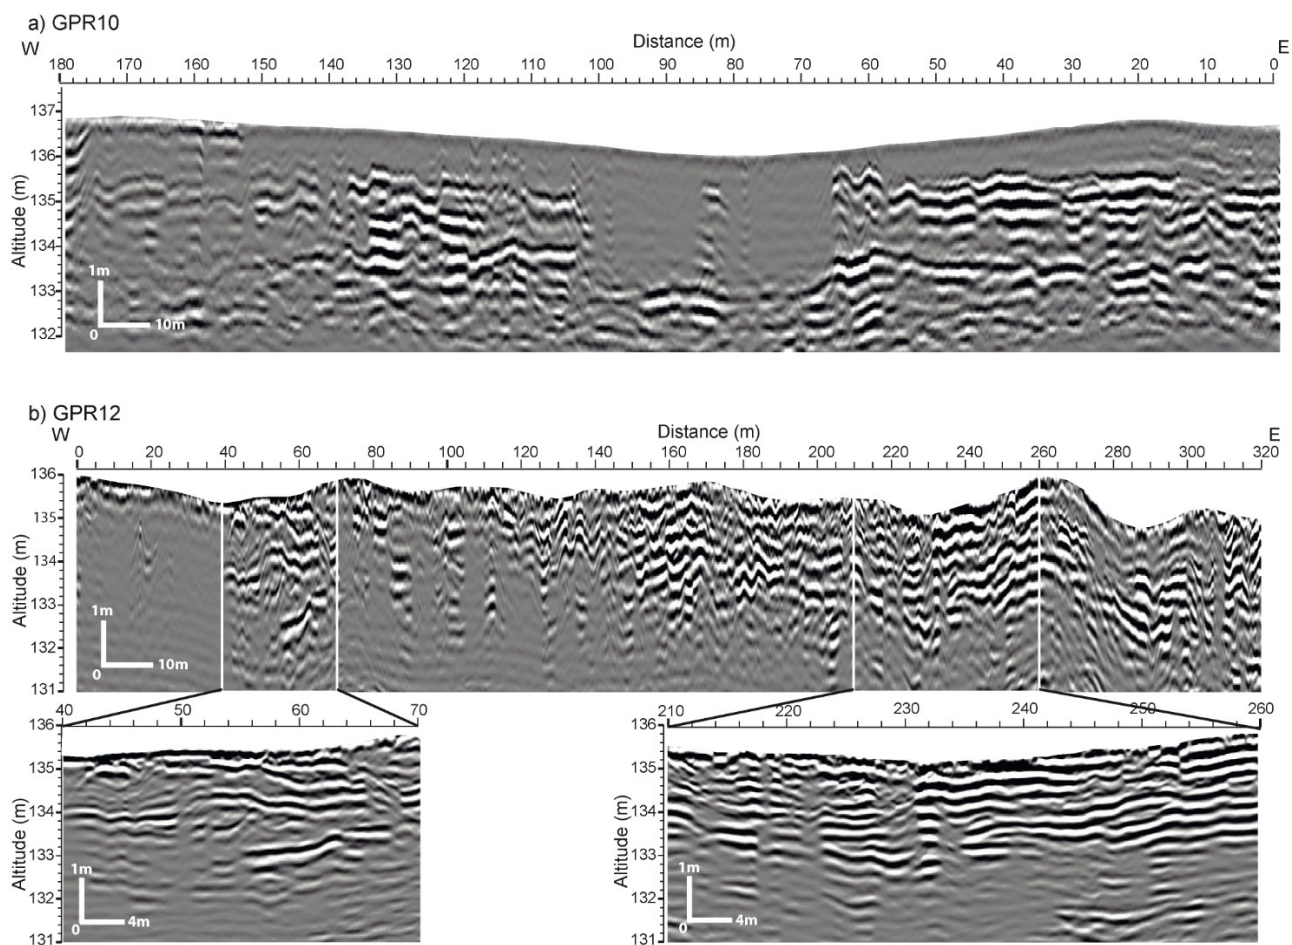 a) GPR10
W Distance (m) E
180 170 160 150 140 130 120 110 100 90 80 70 60 50 40 30 20 10 0
Altitude (m)
137
136
135
134
133
132
1m
0 10m
b) GPR12
W Distance (m) E
0 20 40 60 80 100 120 140 160 180 200 220 240 260 280 300 320
Altitude (m)
136
135
134
133
132
131
1m
0 10m
40 50 60 70
Altitude (m)
136
135
134
133
132
131
1m
0 4m
210 220 230 240 250 260
Altitude (m)
136
135
134
133
132
131
1m
0 4m